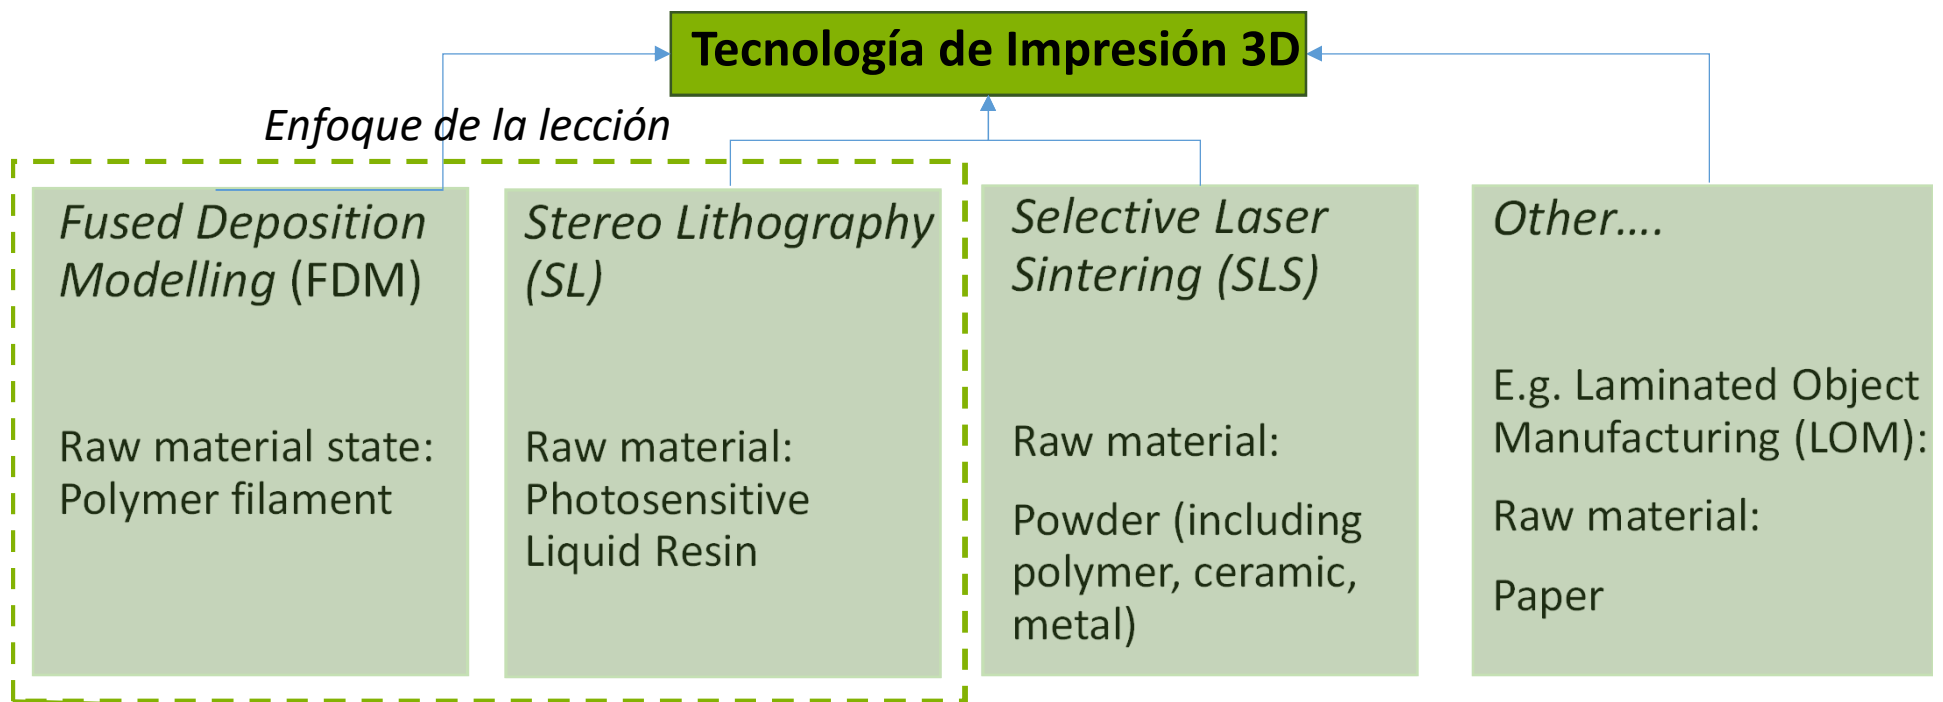 Tecnología de Impresión 3D
Enfoque de la lección
Fused Deposition
Modelling (FDM)
Raw material state:
Polymer filament
Stereo Lithography
(SL)
Raw material:
Photosensitive
Liquid Resin
Selective Laser
Sintering (SLS)
Raw material:
Powder (including
polymer, ceramic,
metal)
Other....
E.g. Laminated Object
Manufacturing (LOM):
Raw material:
Paper